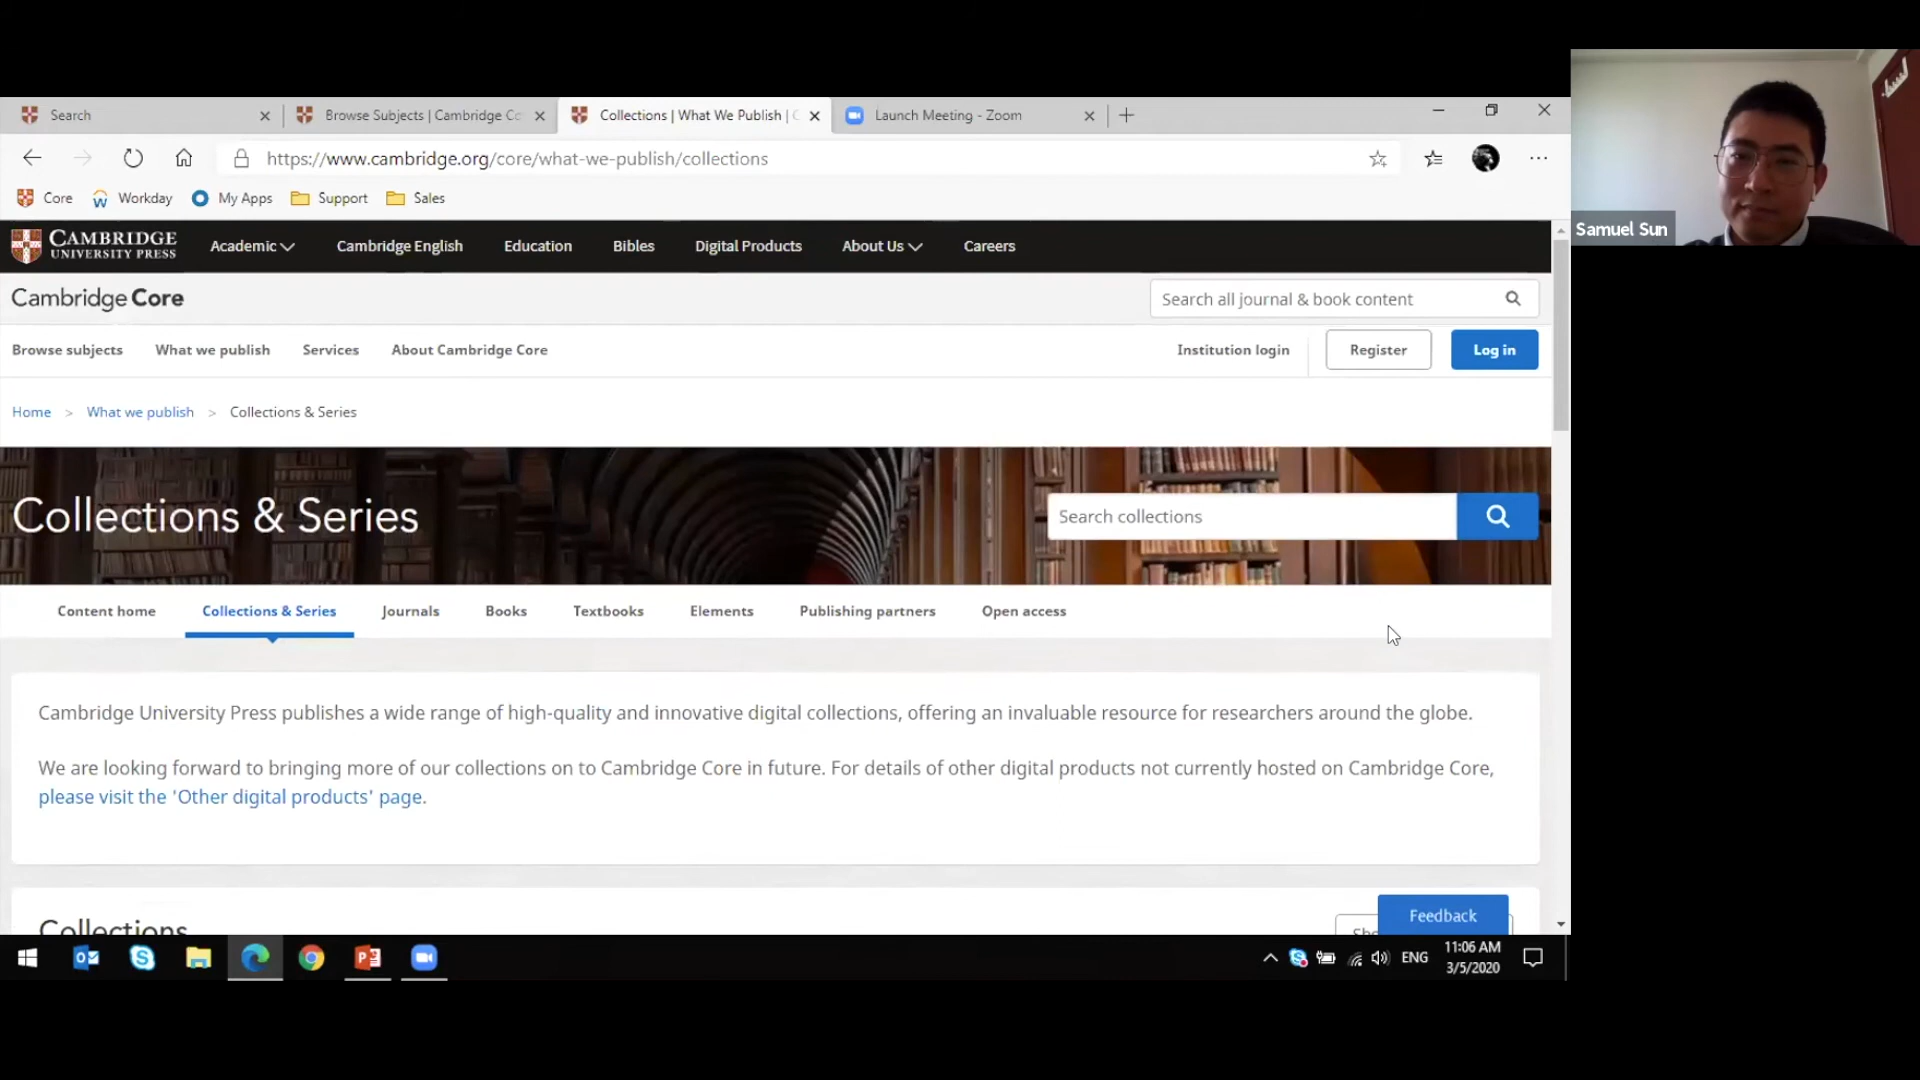 Search
Browse Subjects | Cambridge Co
Collections | What We Publish | C
Launch Meeting - Zoom
https://www.cambridge.org/core/what-we-publish/collections
Core
Workday
My Apps
Support
Sales
Samuel Sun
CAMBRIDGE
UNIVERSITY PRESS
Academic
Cambridge English
Education
Bibles
Digital Products
About Us
Careers
Cambridge Core
Search all journal & book content
Browse subjects
What we publish
Services
About Cambridge Core
Institution login
Register
Log in
Home > What we publish > Collections & Series
Collections & Series
Search collections
Content home
Collections & Series
Journals
Books
Textbooks
Elements
Publishing partners
Open access
Cambridge University Press publishes a wide range of high-quality and innovative digital collections, offering an invaluable resource for researchers around the globe.
We are looking forward to bringing more of our collections on to Cambridge Core in future. For details of other digital products not currently hosted on Cambridge Core,
please visit the 'Other digital products' page.
Collections
Feedback
ENG
11:06 AM
3/5/2020